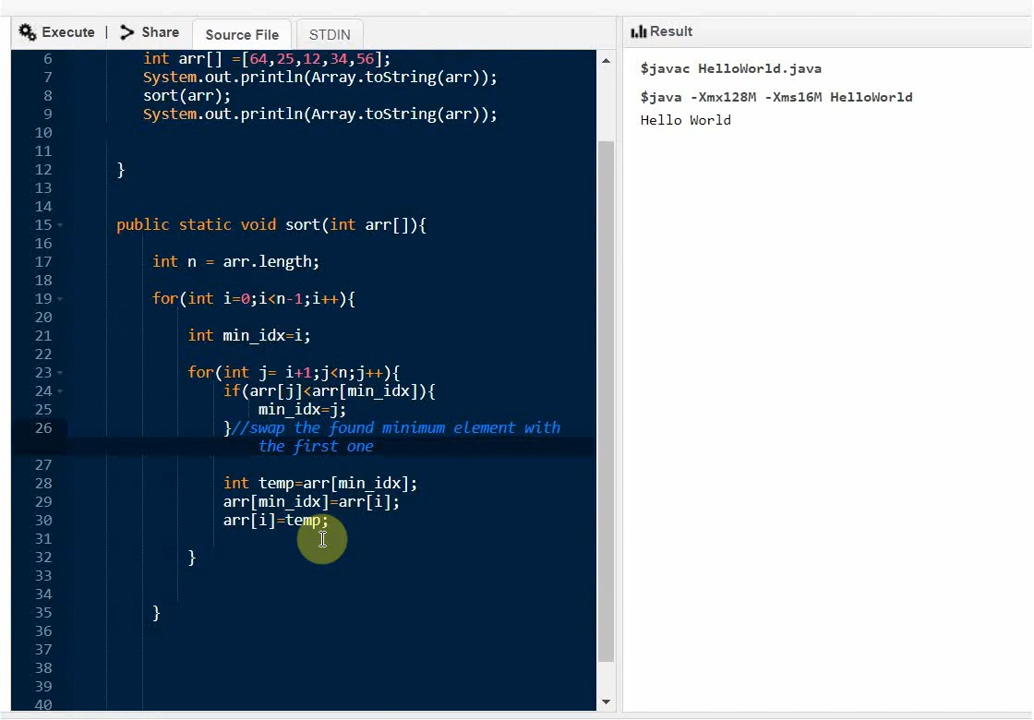 Execute | Share Source File STDIN
Result
6 int arr[] =[64,25,12,34,56];
7 System.out.println(Array.toString(arr));
8 sort(arr);
9 System.out.println(Array.toString(arr));
10
11
12 }
13
14
15 public static void sort(int arr[]){
16
17 int n = arr.length;
18
19 for(int i=0;i<n-1;i++){
20
21 int min_idx=i;
22
23 for(int j= i+1;j<n;j++){
24 if(arr[j]<arr[min_idx]){
25 min_idx=j;
26 }//swap the found minimum element with
the first one
27
28 int temp=arr[min_idx];
29 arr[min_idx]=arr[i];
30 arr[i]=temp;
31
32 }
33
34
35 }
36
37
38
39
40
$javac HelloWorld.java
$java -Xmx128M -Xms16M HelloWorld
Hello World